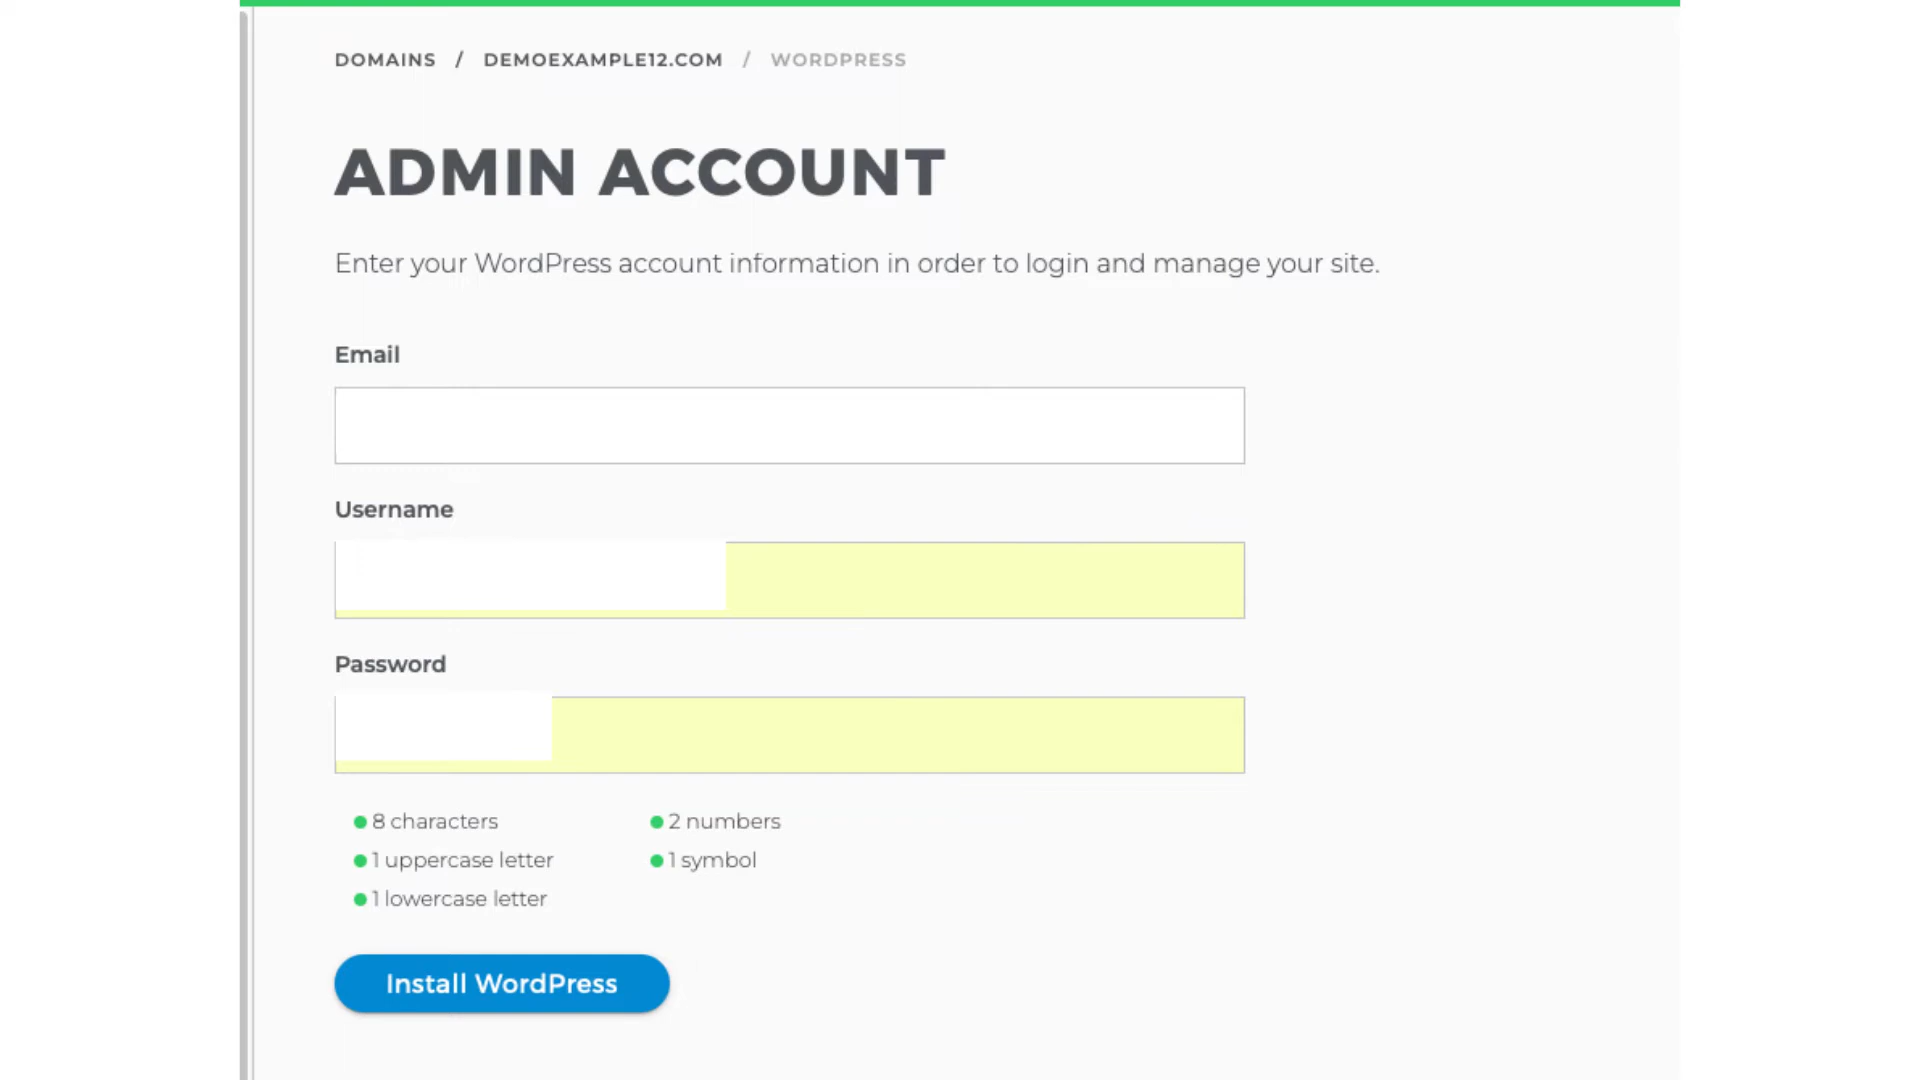 DOMAINS / DEMOEXAMPLE12.COM / WORDPRESS
ADMIN ACCOUNT
Enter your WordPress account information in order to login and manage your site.
Email
Username
Password
8 characters
2 numbers
1 uppercase letter
1 symbol
1 lowercase letter
Install WordPress